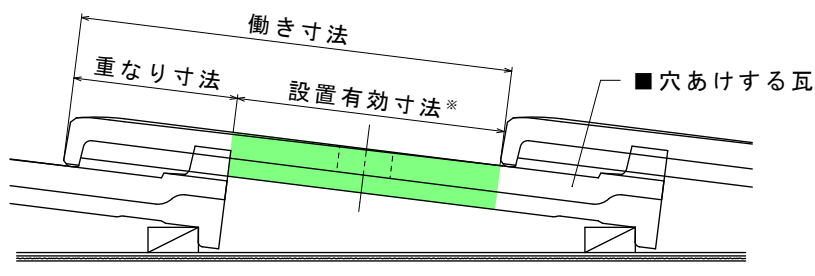 働き寸法
重なり寸法
設置有効寸法※
■穴あけする瓦